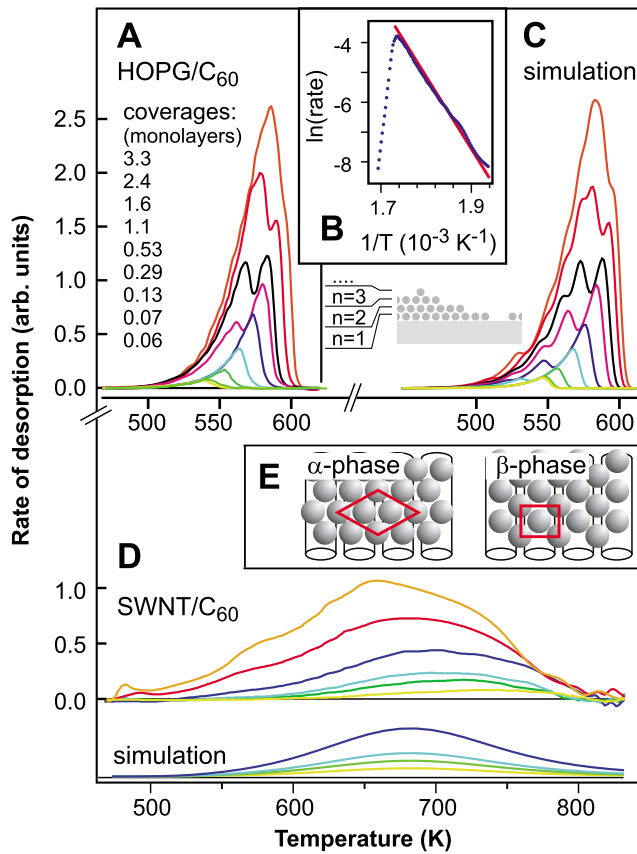 A
HOPG/C60
coverages:
(monolayers)
3.3
2.4
1.6
1.1
0.53
0.29
0.13
0.07
0.06
2.5
2.0
1.5
1.0
0.5
0.0
500
550
600
Rate of desorption (arb. units)
ln(rate)
-4
-6
-8
1.7
1.9
B
1/T (10-3 K-1)
....
n=3
n=2
n=1
C
simulation
500
550
600
E
α-phase
β-phase
D
SWNT/C60
1.0
0.5
0.0
simulation
500
600
700
800
Temperature (K)